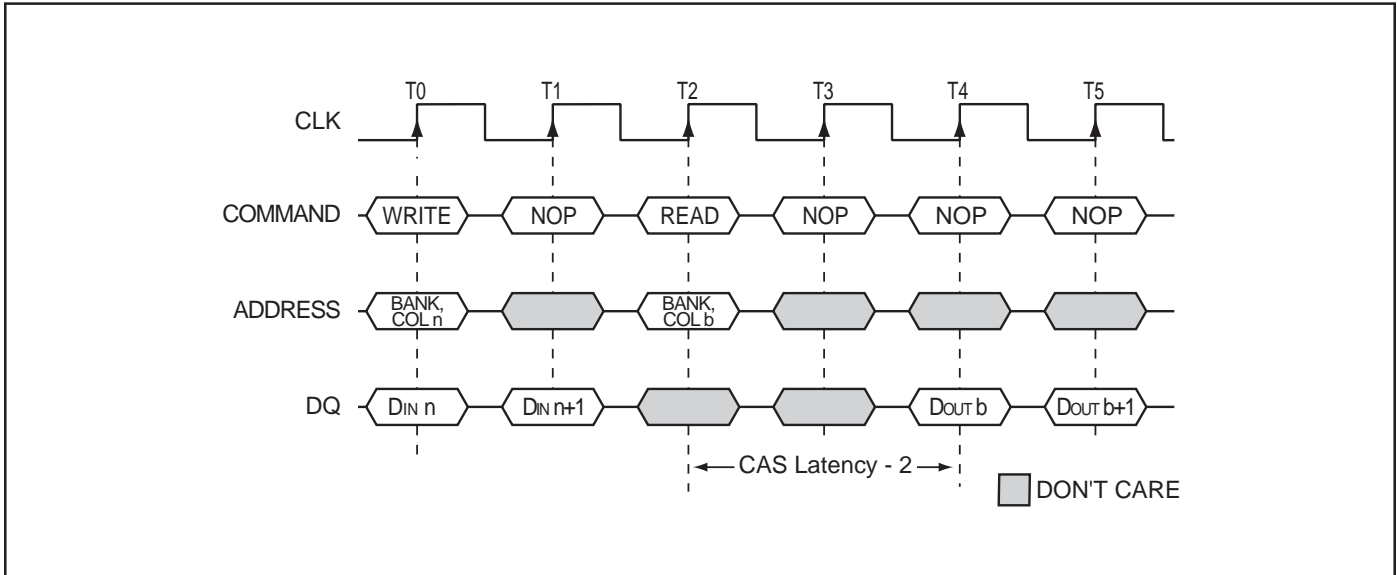 T0 T1 T2 T3 T4 T5
CLK
COMMAND WRITE NOP READ NOP NOP NOP
ADDRESS BANK, COL n BANK, COL b
DQ DIN n DIN n+1 DOUT b DOUT b+1
CAS Latency - 2
DON'T CARE